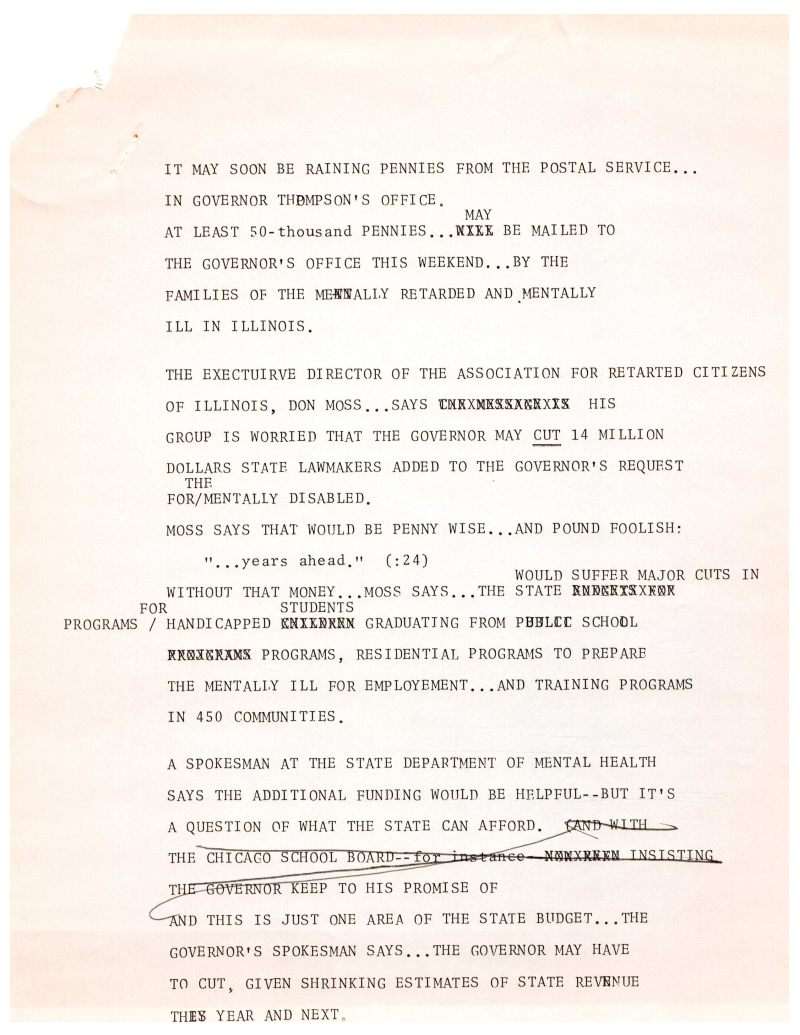 IT MAY SOON BE RAINING PENNIES FROM THE POSTAL SERVICE...
IN GOVERNOR THOMPSON'S OFFICE.
MAY
AT LEAST 50-thousand PENNIES... BE MAILED TO
THE GOVERNOR'S OFFICE THIS WEEKEND...BY THE
FAMILIES OF THE MENTALLY RETARDED AND MENTALLY
ILL IN ILLINOIS.
THE EXECTUIRVE DIRECTOR OF THE ASSOCIATION FOR RETARTED CITIZENS
OF ILLINOIS, DON MOSS...SAYS HIS
GROUP IS WORRIED THAT THE GOVERNOR MAY CUT 14 MILLION
DOLLARS STATE LAWMAKERS ADDED TO THE GOVERNOR'S REQUEST
THE
FOR/MENTALLY DISABLED.
MOSS SAYS THAT WOULD BE PENNY WISE...AND POUND FOOLISH:
"...years ahead." (:24)
WOULD SUFFER MAJOR CUTS IN
WITHOUT THAT MONEY...MOSS SAYS...THE STATE
FOR STUDENTS
PROGRAMS / HANDICAPPED GRADUATING FROM PUBLIC SCHOOL
PROGRAMS, RESIDENTIAL PROGRAMS TO PREPARE
THE MENTALLY ILL FOR EMPLOYEMENT...AND TRAINING PROGRAMS
IN 450 COMMUNITIES.
A SPOKESMAN AT THE STATE DEPARTMENT OF MENTAL HEALTH
SAYS THE ADDITIONAL FUNDING WOULD BE HELPFUL--BUT IT'S
A QUESTION OF WHAT THE STATE CAN AFFORD. (AND WITH
THE CHICAGO SCHOOL BOARD--for instance-- INSISTING
THE GOVERNOR KEEP TO HIS PROMISE OF
AND THIS IS JUST ONE AREA OF THE STATE BUDGET...THE
GOVERNOR'S SPOKESMAN SAYS...THE GOVERNOR MAY HAVE
TO CUT, GIVEN SHRINKING ESTIMATES OF STATE REVENUE
THIS YEAR AND NEXT.